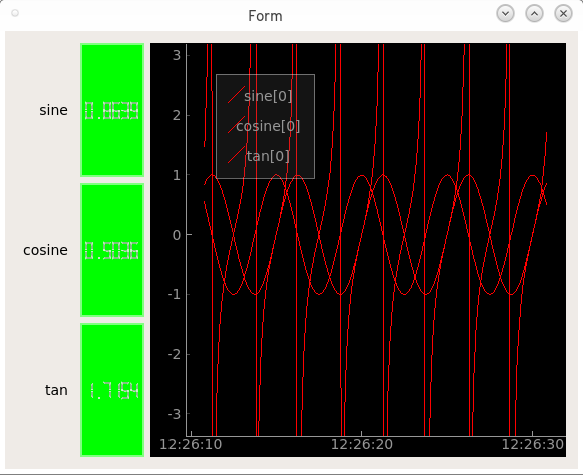 Form
sine
cosine
tan
sine[0]
cosine[0]
tan[0]
3
2
1
0
-1
-2
-3
12:26:10 12:26:20 12:26:30